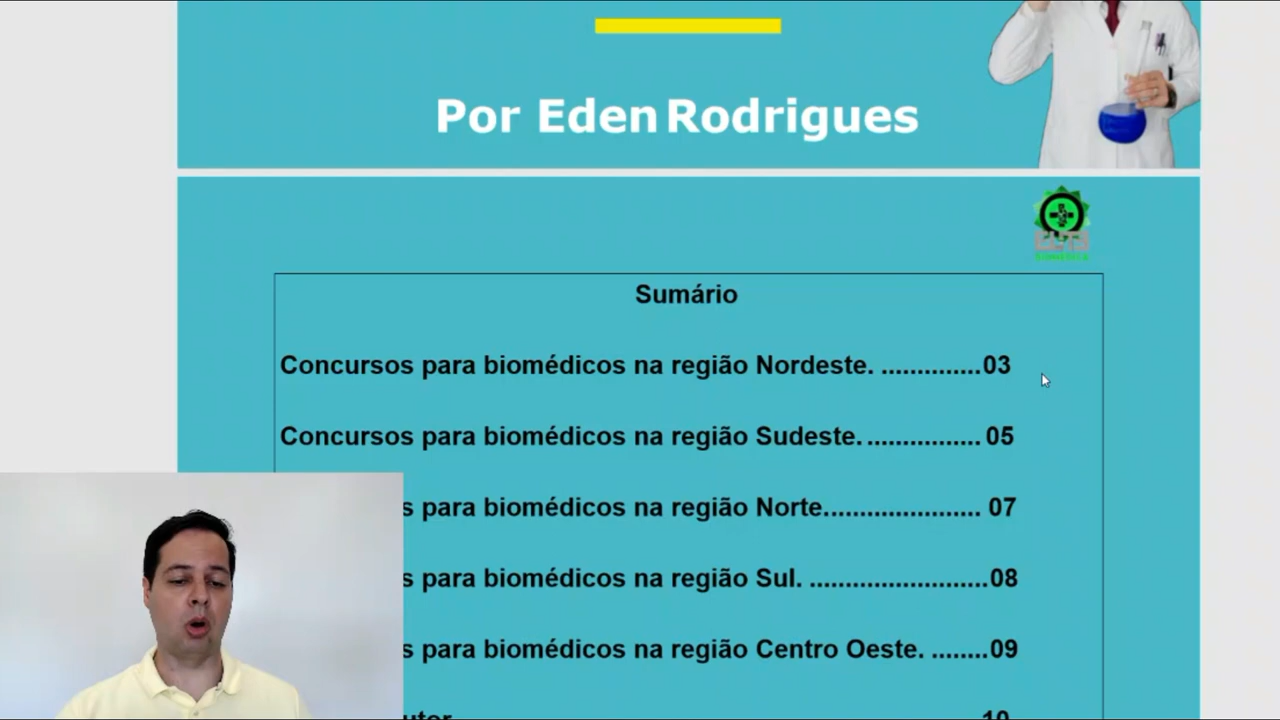 Por Eden Rodrigues
Sumário
Concursos para biomédicos na região Nordeste. ..............03
Concursos para biomédicos na região Sudeste. ................ 05
s para biomédicos na região Norte...................... 07
s para biomédicos na região Sul. .........................08
s para biomédicos na região Centro Oeste. ........09